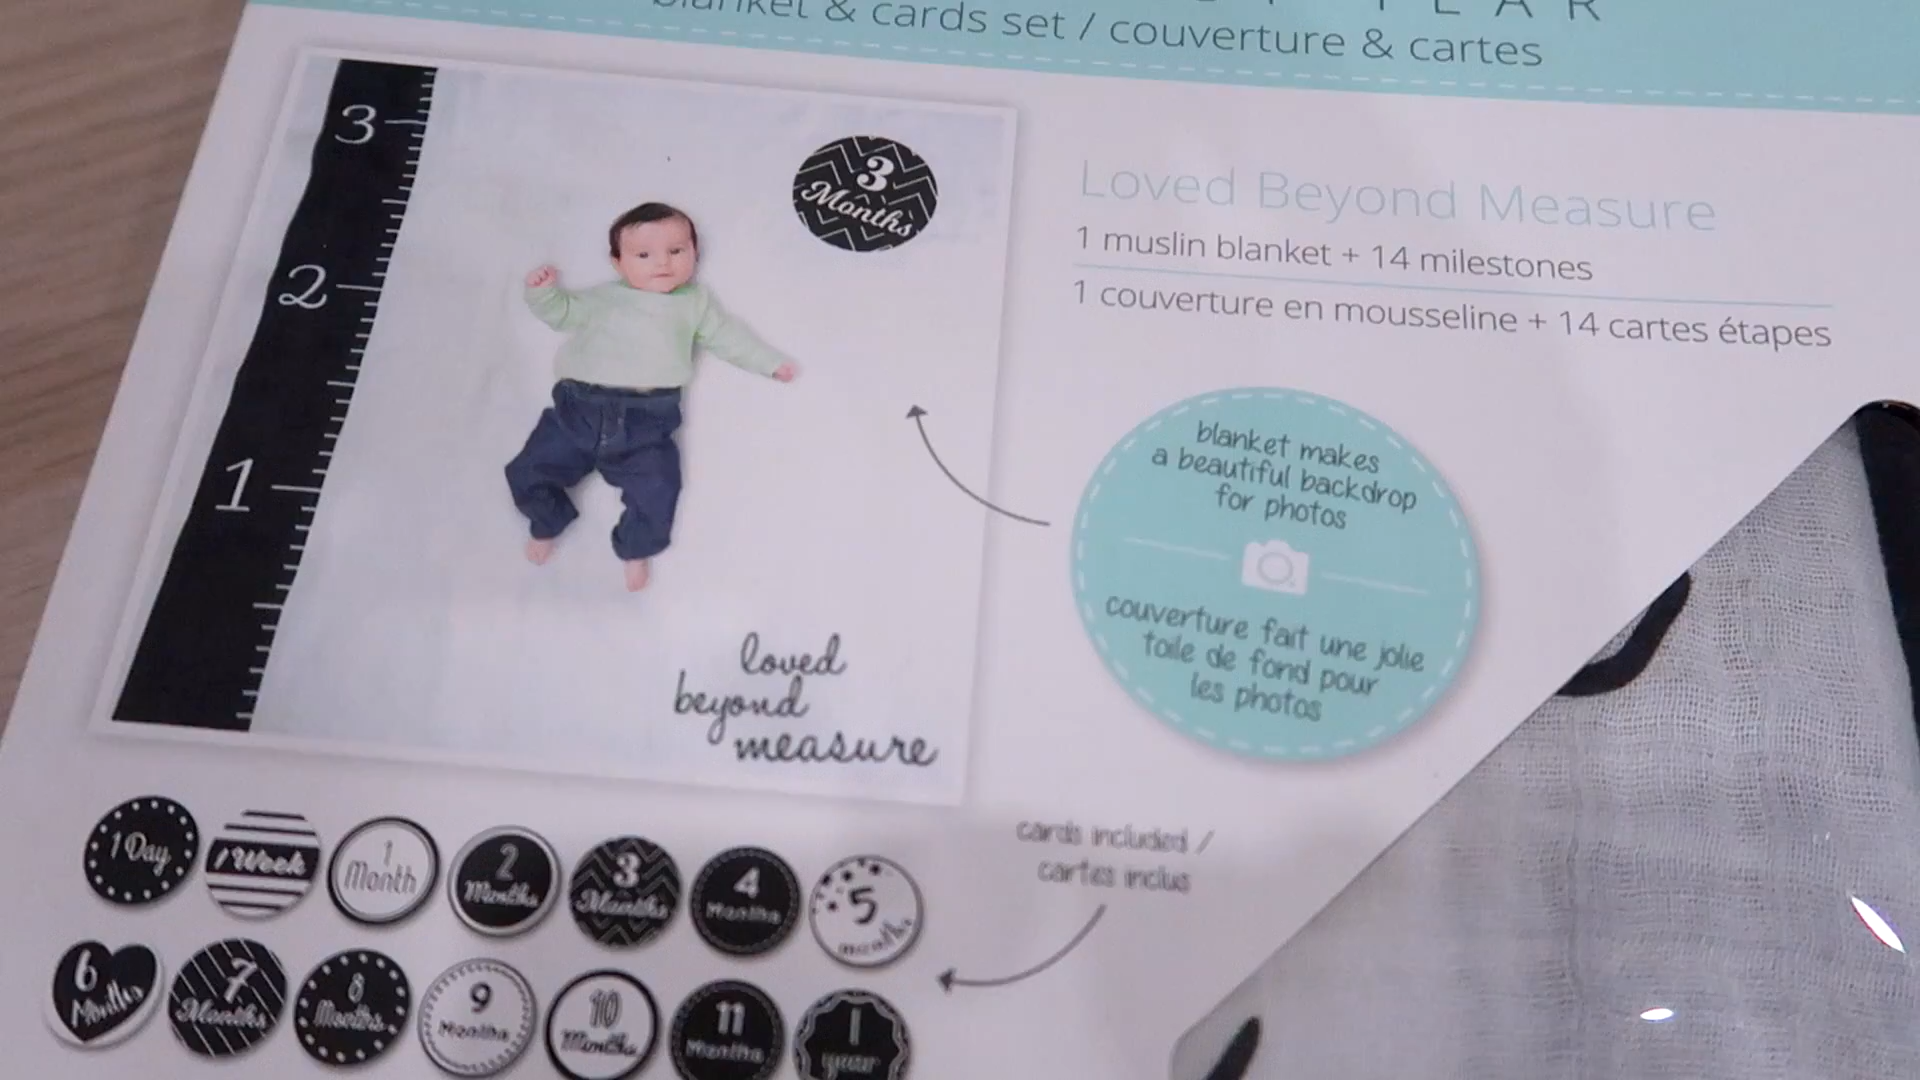 blanket & cards set / couverture & cartes
3
2
1
3
Months
loved
beyond
measure
Loved Beyond Measure
1 muslin blanket + 14 milestones
1 couverture en mousseline + 14 cartes étapes
blanket makes
a beautiful backdrop
for photos
couverture fait une jolie
toile de fond pour
les photos
cards included /
cartes inclus
1 Day
1 Week
1
Month
2
Months
3
Months
4
Months
5
months
6
Months
7
Months
8
Months
9
Months
10
Months
11
Months
1
year